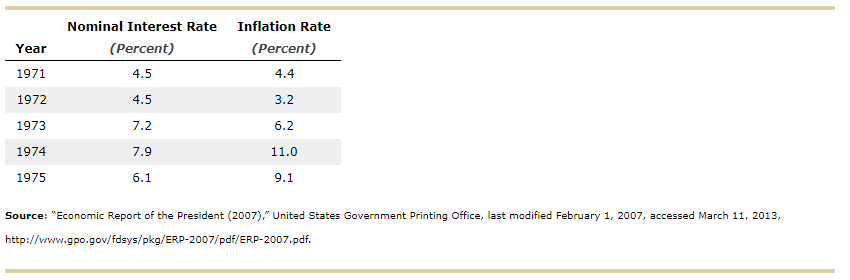 Nominal Interest Rate Inflation Rate
Year (Percent) (Percent)
1971 4.5 4.4
1972 4.5 3.2
1973 7.2 6.2
1974 7.9 11.0
1975 6.1 9.1
Source: “Economic Report of the President (2007),” United States Government Printing Office, last modified February 1, 2007, accessed March 11, 2013,
http://www.gpo.gov/fdsys/pkg/ERP-2007/pdf/ERP-2007.pdf.